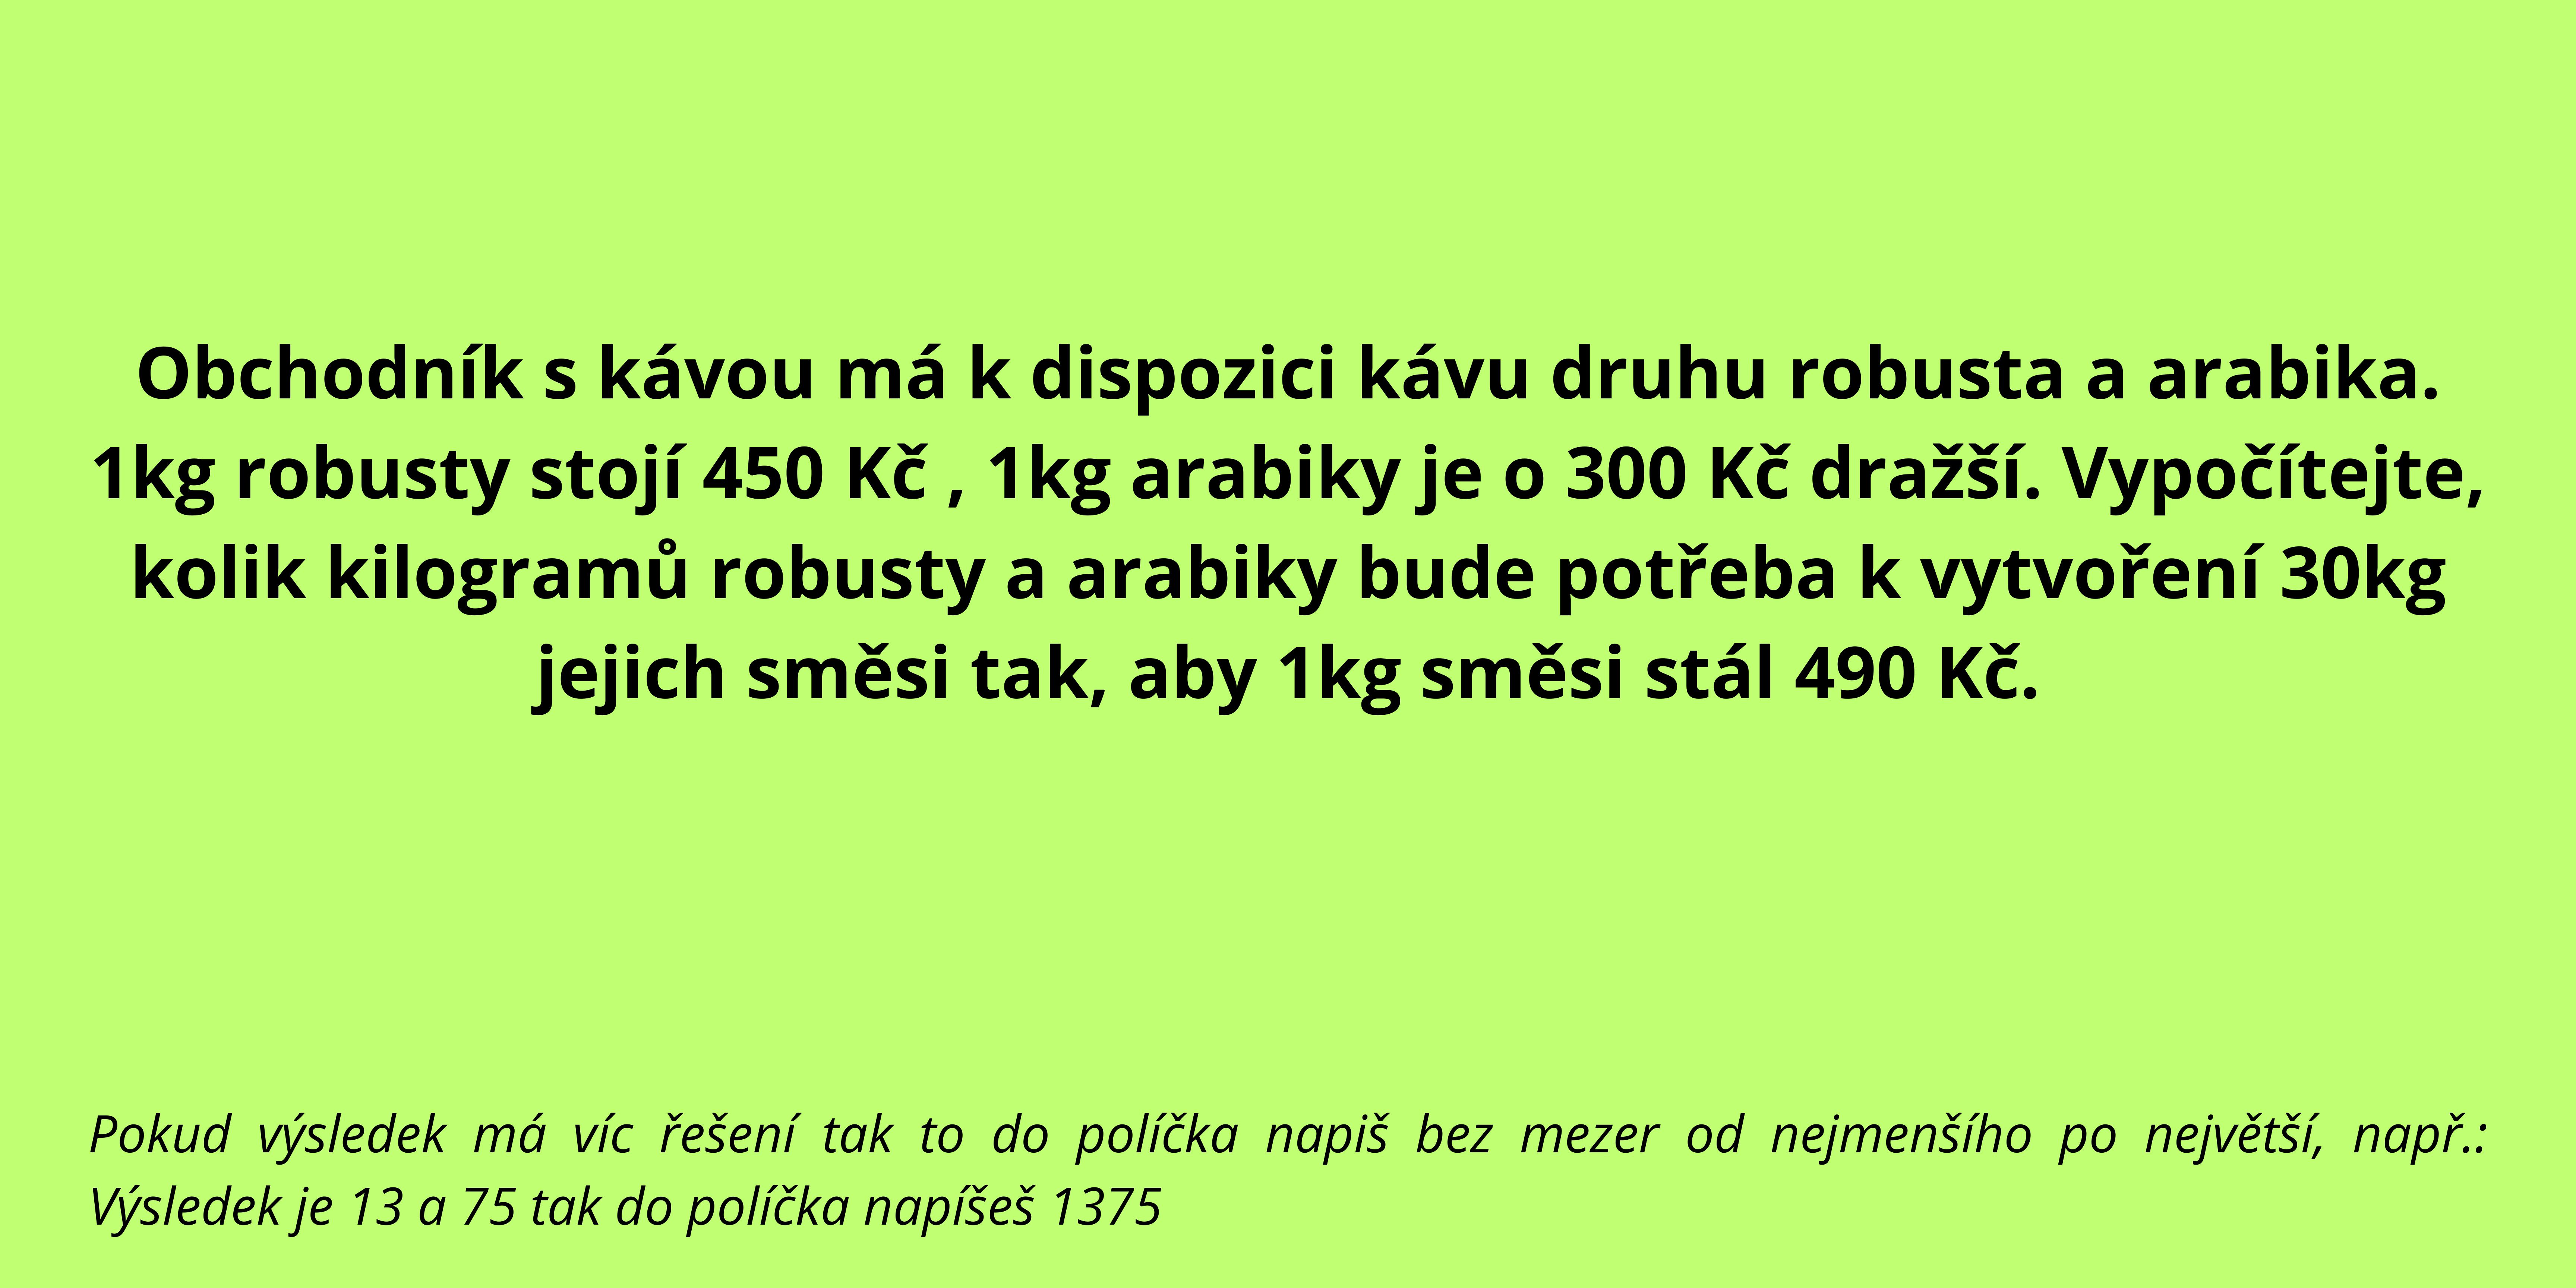 Obchodník s kávou má k dispozici kávu druhu robusta a arabika.
1kg robusty stojí 450 Kč , 1kg arabiky je o 300 Kč dražší. Vypočítejte,
kolik kilogramů robusty a arabiky bude potřeba k vytvoření 30kg
jejich směsi tak, aby 1kg směsi stál 490 Kč.
Pokud výsledek má víc řešení tak to do políčka napiš bez mezer od nejmenšího po největší, např.:
Výsledek je 13 a 75 tak do políčka napíšeš 1375